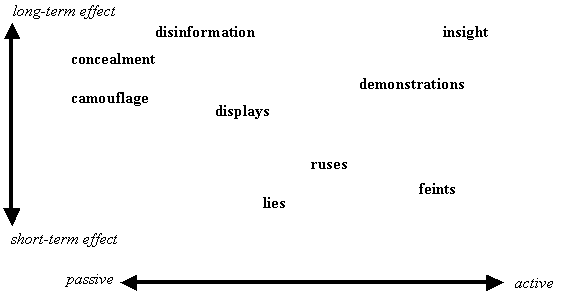 long-term effect
disinformation insight
concealment
demonstrations
camouflage
displays
ruses
feints
lies
short-term effect
passive active